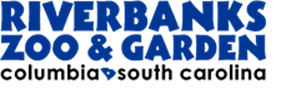 RIVERBANKS
ZOO & GARDEN
columbia south carolina